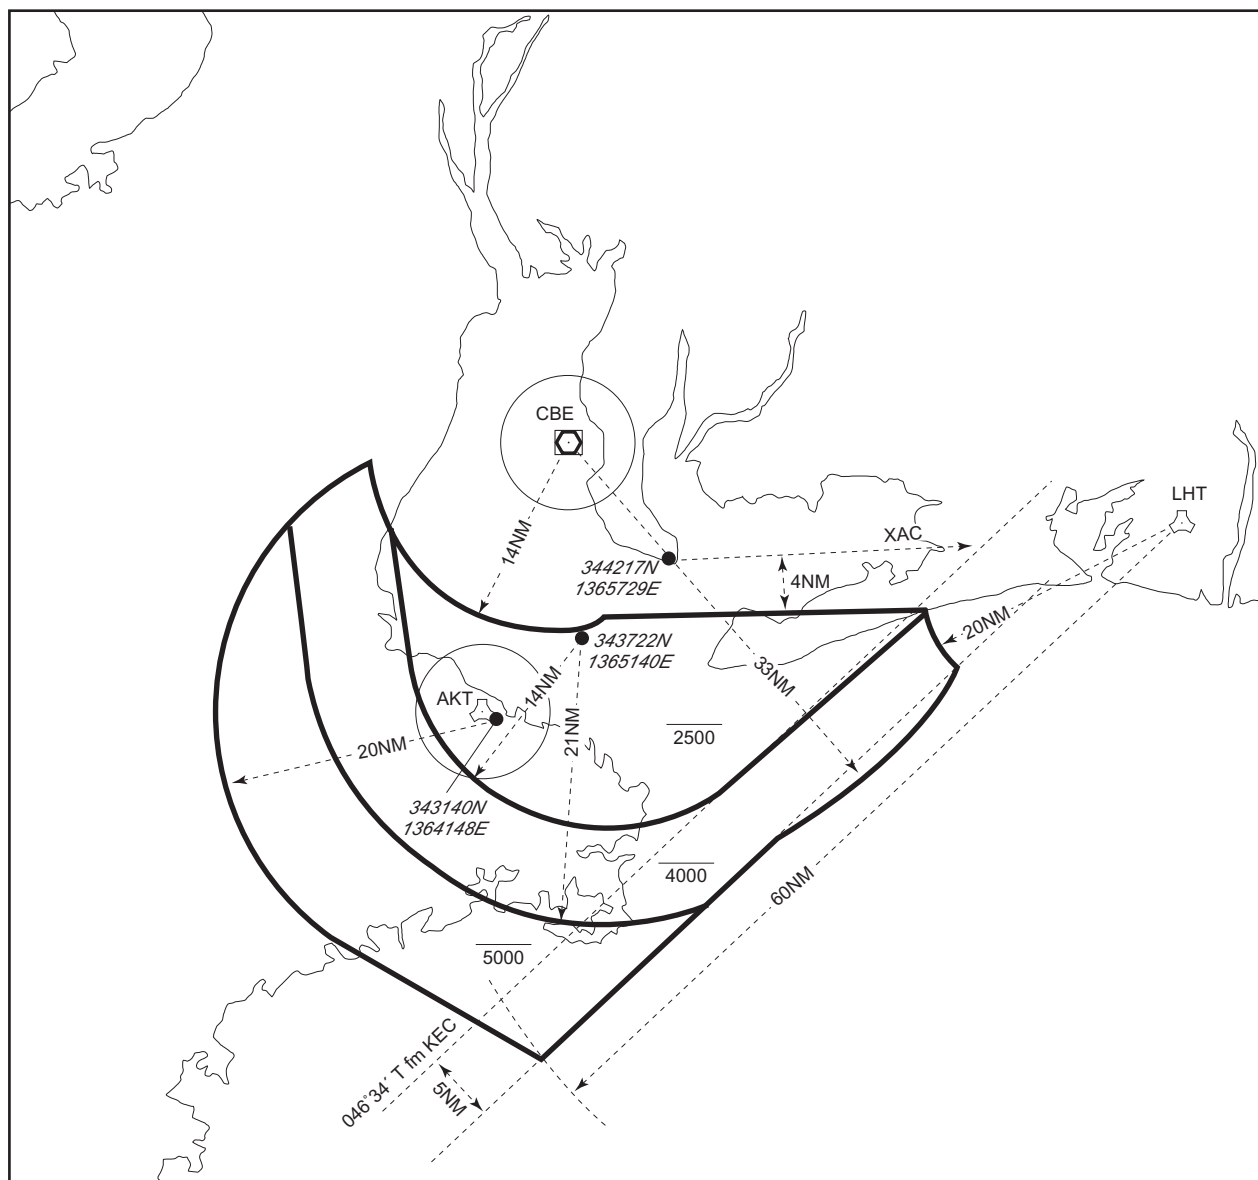 CBE
LHT
14NM
XAC
344217N
1365729E
4NM
20NM
343722N
1365140E
33NM
14NM
AKT
21NM
2500
20NM
343140N
1364148E
4000
60NM
5000
046°34′ T fm KEC
5NM